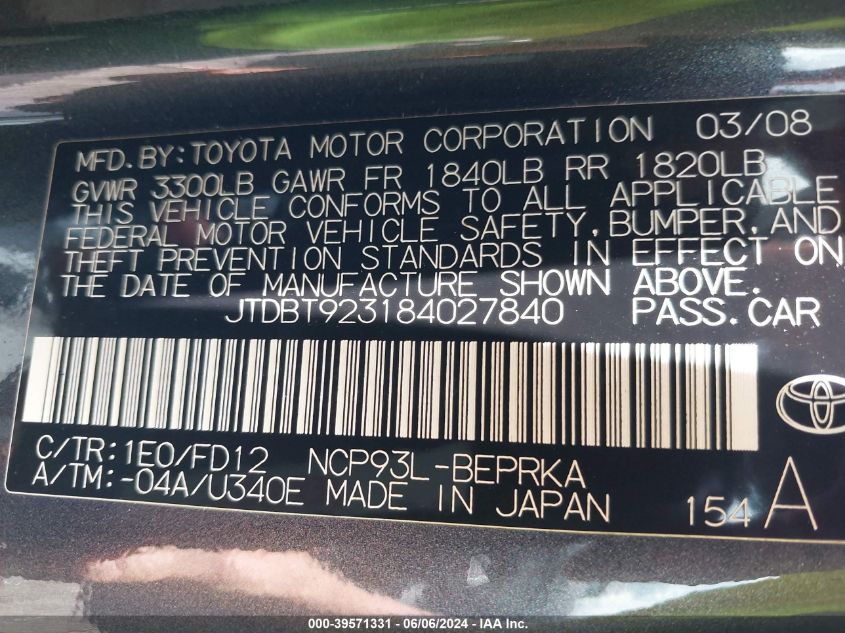 MFD. BY: TOYOTA MOTOR CORPORATION 03/08
GVWR 3300LB GAWR FR 1840LB RR 1820LB
THIS VEHICLE CONFORMS TO ALL APPLICABLE
FEDERAL MOTOR VEHICLE SAFETY, BUMPER, AND
THEFT PREVENTION STANDARDS IN EFFECT ON
THE DATE OF MANUFACTURE SHOWN ABOVE.
JTDBT923184027840 PASS. CAR
C/TR: 1E0/FD12 NCP93L-BEPRKA
A/TM: -04A/U340E MADE IN JAPAN 154 A
000-39571331 - 06/06/2024 - IAA Inc.